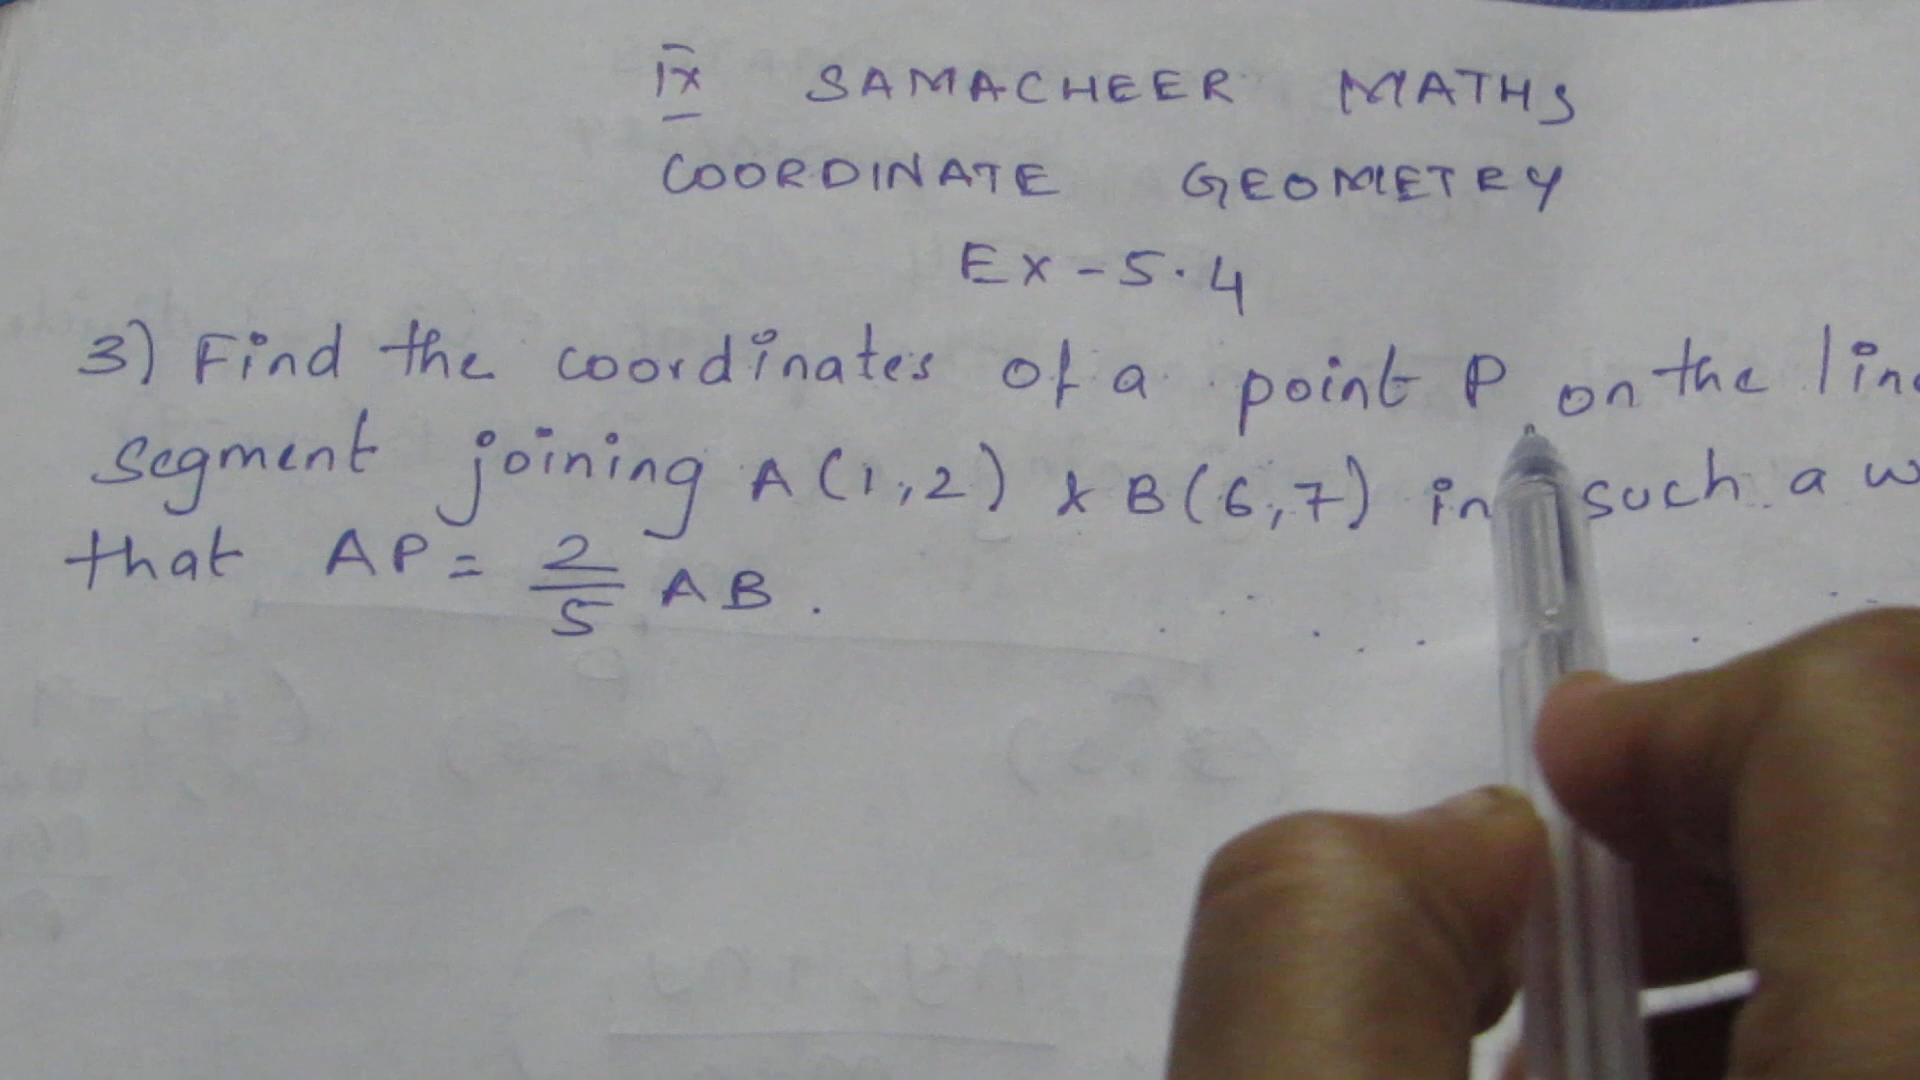 IX SAMACHEER MATHS
COORDINATE GEOMETRY
Ex - 5.4
3) Find the coordinates of a point P on the
segment joining A(1,2) & B(6,7) in such a
that AP = 2/5 AB.